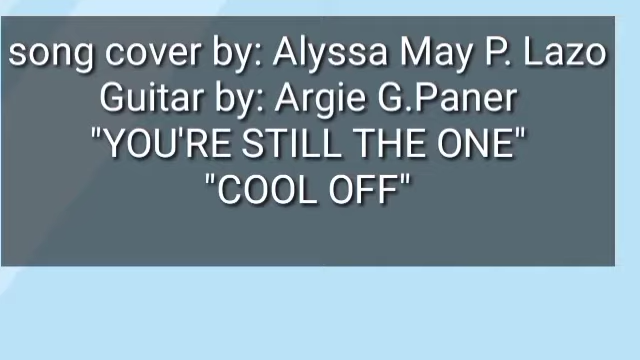 song cover by: Alyssa May P. Lazo
Guitar by: Argie G.Paner
"YOU'RE STILL THE ONE"
"COOL OFF"